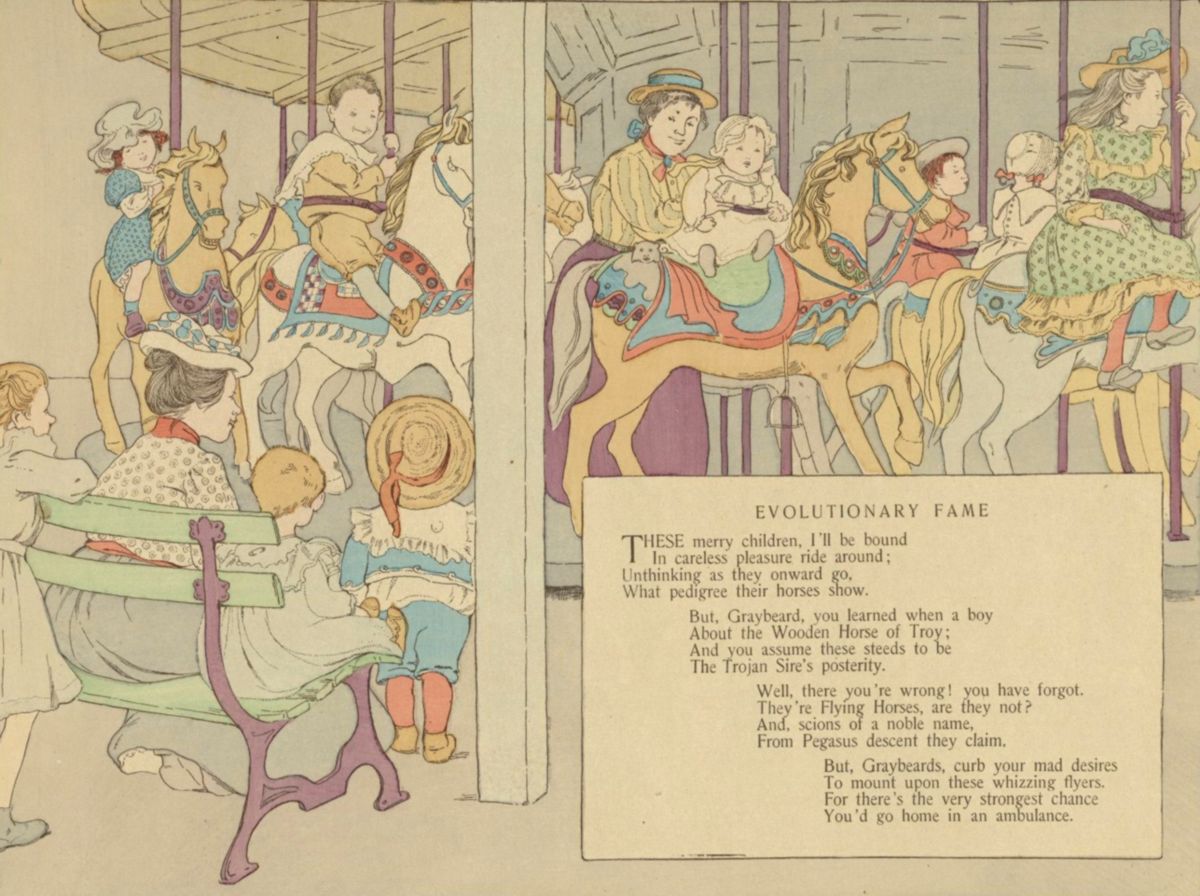 EVOLUTIONARY FAME
THESE merry children, I'll be bound
In careless pleasure ride around;
Unthinking as they onward go,
What pedigree their horses show.
But, Graybeard, you learned when a boy
About the Wooden Horse of Troy;
And you assume these steeds to be
The Trojan Sire's posterity.
Well, there you're wrong! you have forgot.
They're Flying Horses, are they not?
And, scions of a noble name,
From Pegasus descent they claim.
But, Graybeards, curb your mad desires
To mount upon these whizzing flyers.
For there's the very strongest chance
You'd go home in an ambulance.